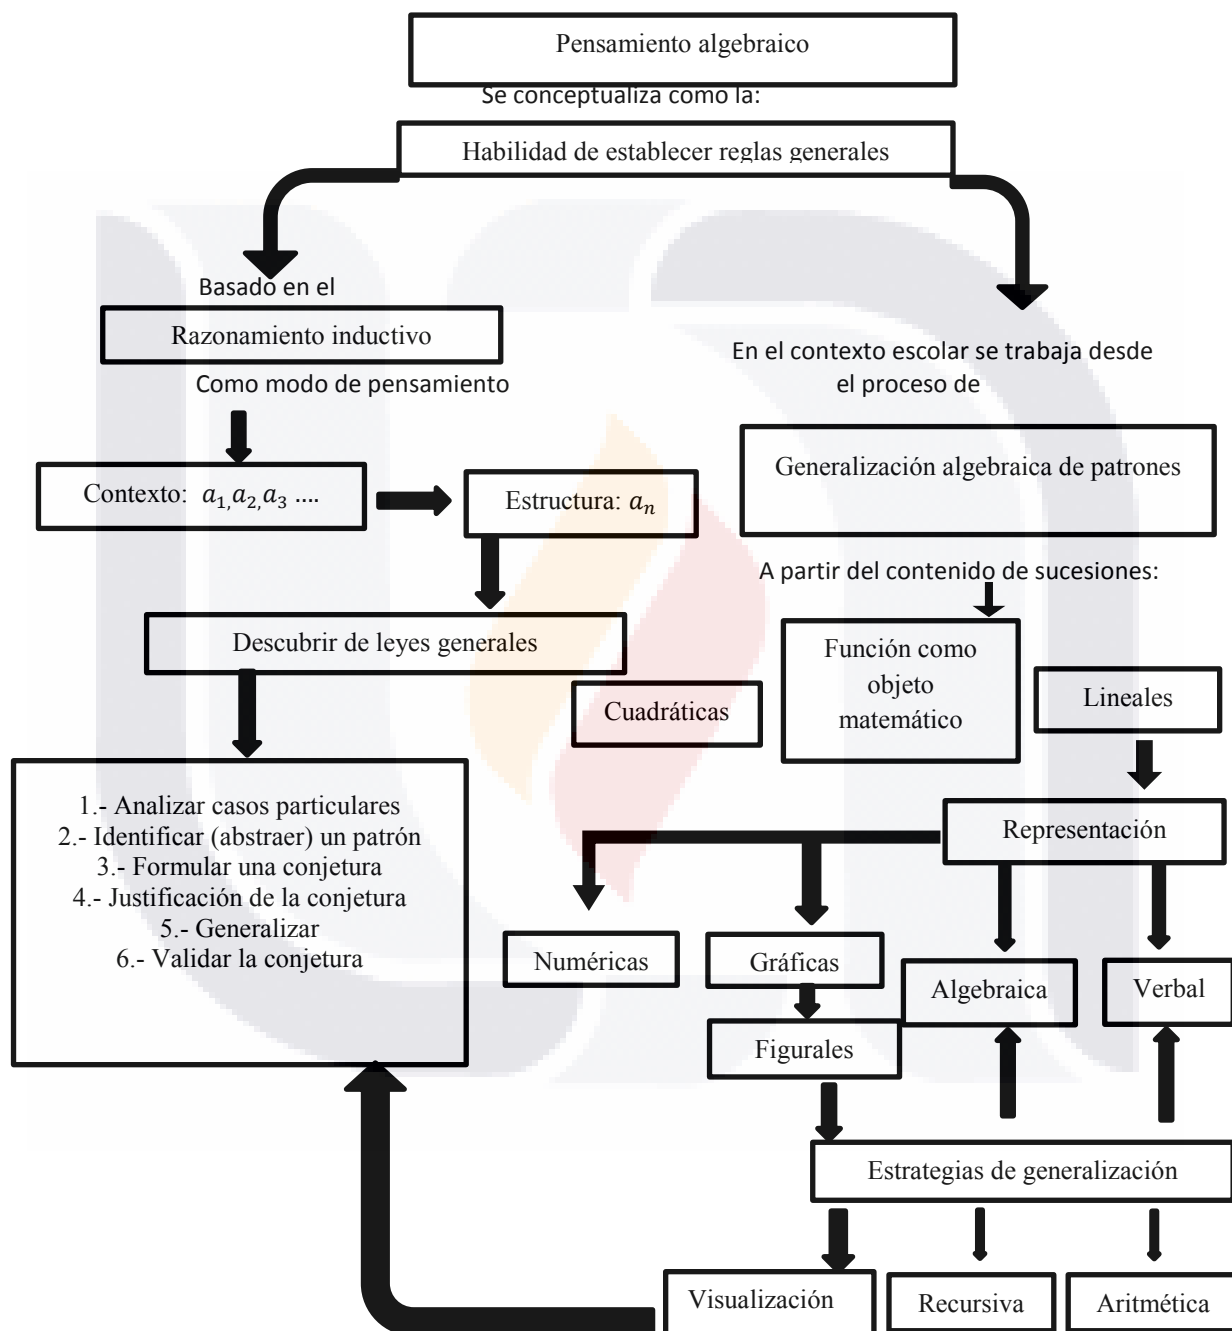 Pensamiento algebraico
Se conceptualiza como la:
Habilidad de establecer reglas generales
Basado en el
Razonamiento inductivo
Como modo de pensamiento
En el contexto escolar se trabaja desde
el proceso de
Contexto: a₁,a₂,a₃ ....
Estructura: aₙ
Generalización algebraica de patrones
A partir del contenido de sucesiones:
Descubrir de leyes generales
Cuadráticas
Función como
objeto
matemático
Lineales
1.- Analizar casos particulares
2.- Identificar (abstraer) un patrón
3.- Formular una conjetura
4.- Justificación de la conjetura
5.- Generalizar
6.- Validar la conjetura
Representación
Numéricas
Gráficas
Algebraica
Verbal
Figurales
Estrategias de generalización
Visualización
Recursiva
Aritmética